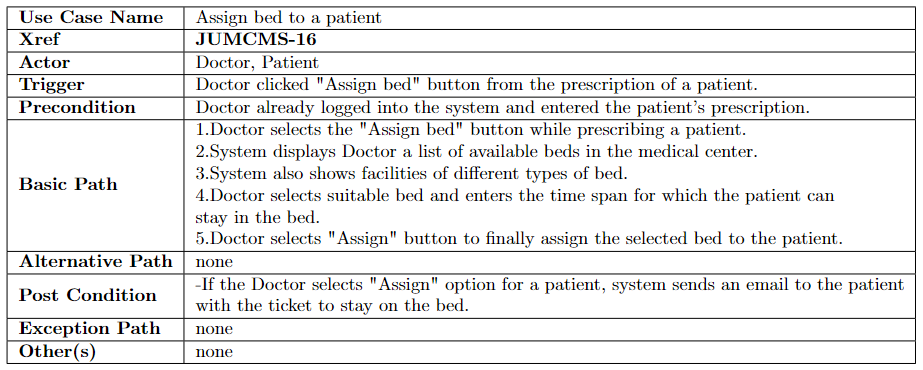 Use Case Name Assign bed to a patient
Xref JUMCMS-16
Actor Doctor, Patient
Trigger Doctor clicked "Assign bed" button from the prescription of a patient.
Precondition Doctor already logged into the system and entered the patient's prescription.
Basic Path
1.Doctor selects the "Assign bed" button while prescribing a patient.
2.System displays Doctor a list of available beds in the medical center.
3.System also shows facilities of different types of bed.
4.Doctor selects suitable bed and enters the time span for which the patient can
stay in the bed.
5.Doctor selects "Assign" button to finally assign the selected bed to the patient.
Alternative Path none
Post Condition
-If the Doctor selects "Assign" option for a patient, system sends an email to the patient
with the ticket to stay on the bed.
Exception Path none
Other(s) none